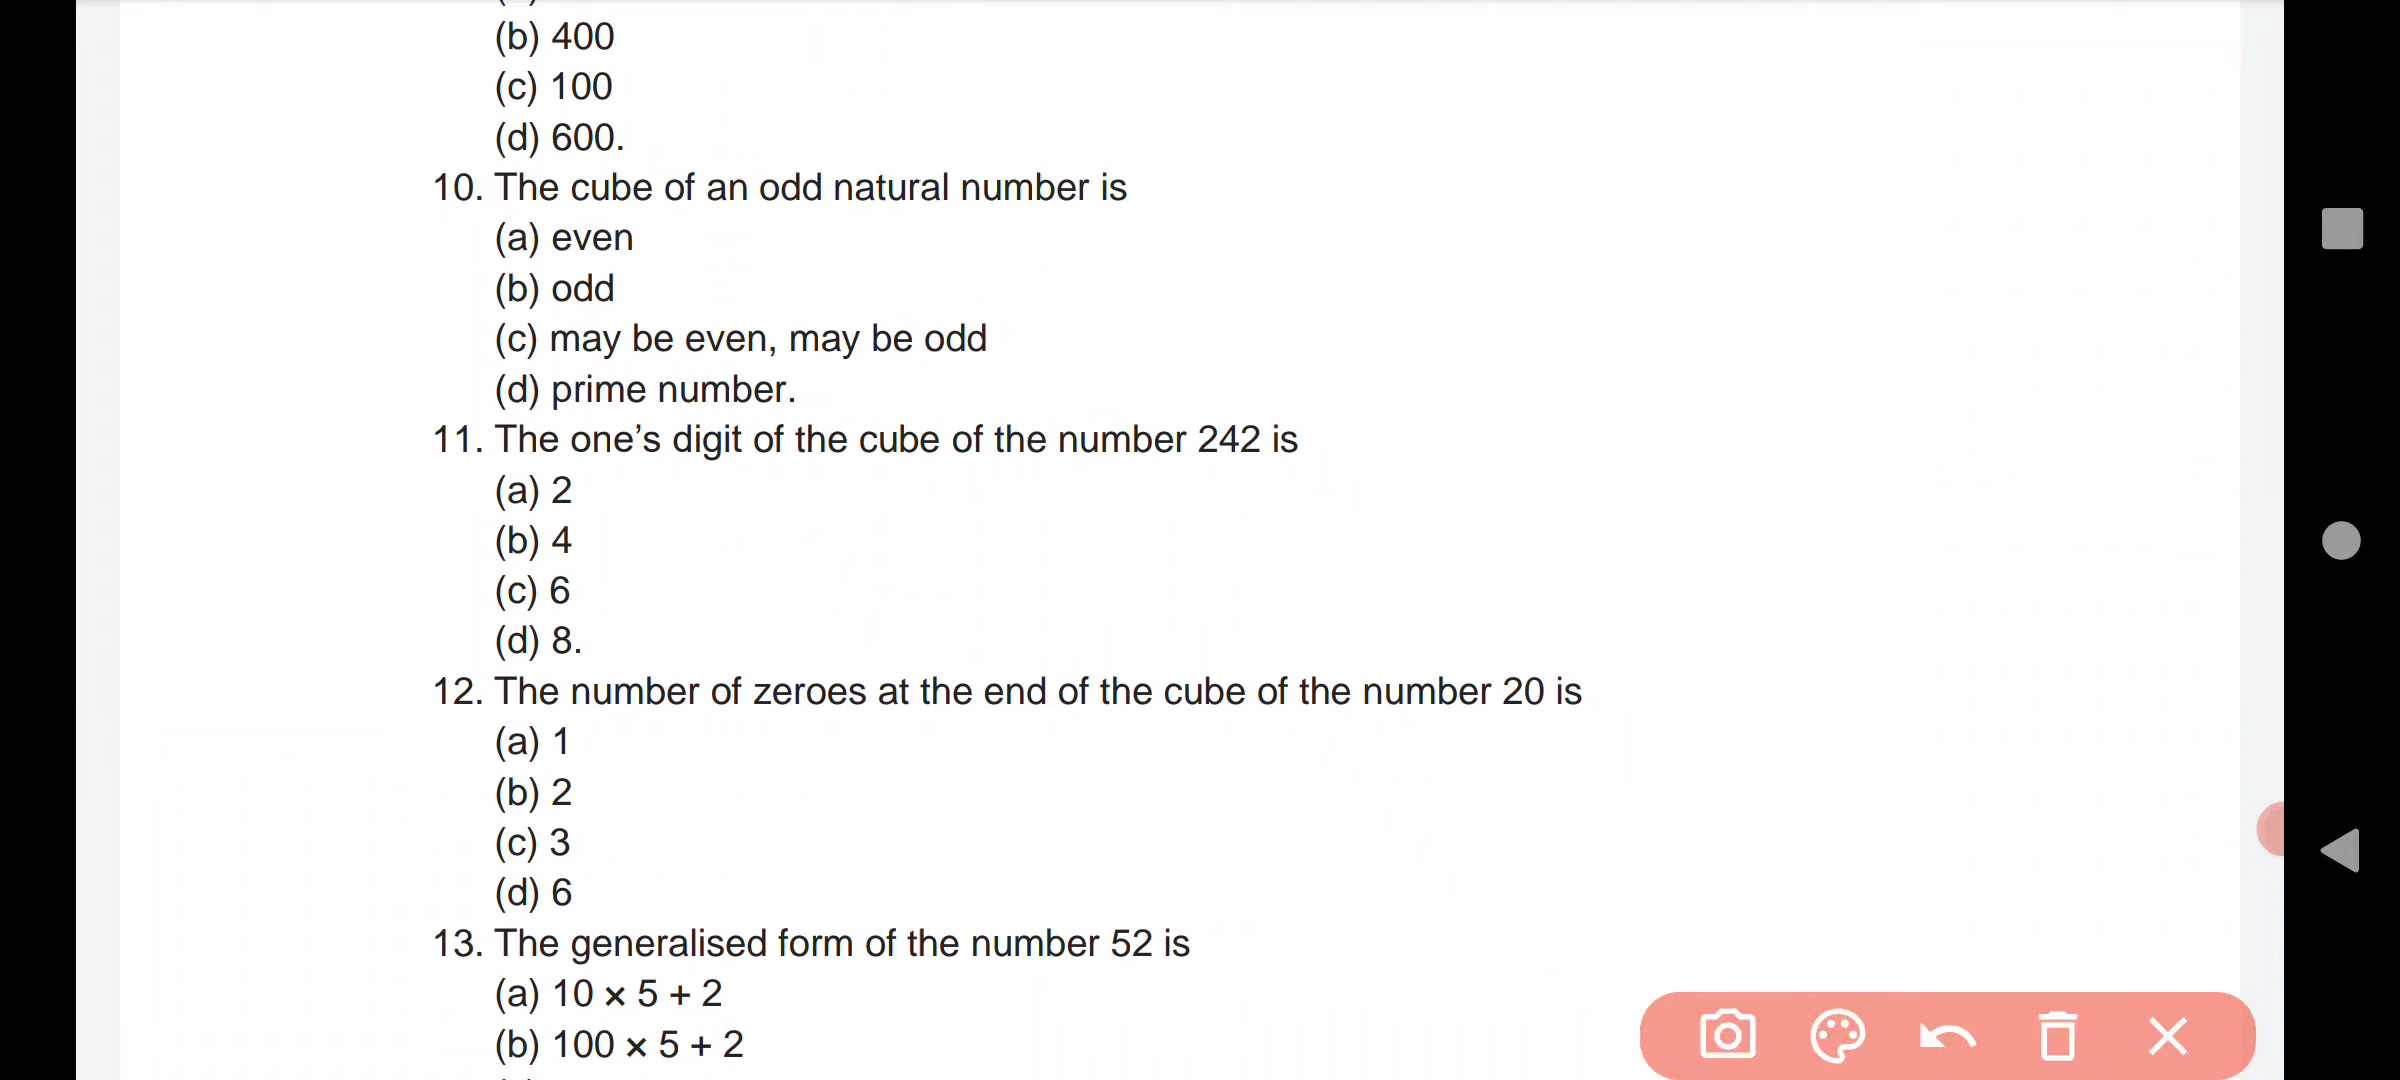 (b) 400
(c) 100
(d) 600.
10. The cube of an odd natural number is
(a) even
(b) odd
(c) may be even, may be odd
(d) prime number.
11. The one’s digit of the cube of the number 242 is
(a) 2
(b) 4
(c) 6
(d) 8.
12. The number of zeroes at the end of the cube of the number 20 is
(a) 1
(b) 2
(c) 3
(d) 6
13. The generalised form of the number 52 is
(a) 10 × 5 + 2
(b) 100 × 5 + 2